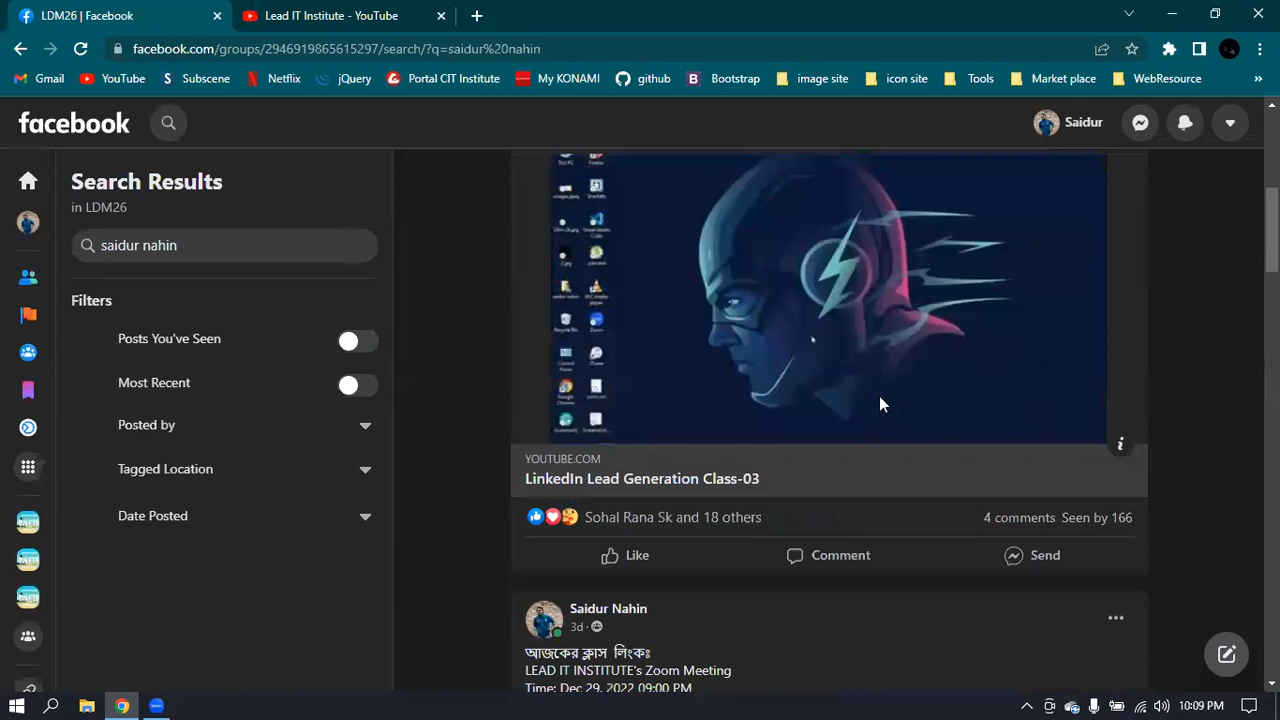 LDM26 | Facebook
Lead IT Institute - YouTube
facebook.com/groups/2946919865615297/search/?q=saidur%20nahin
Gmail YouTube Subscene Netflix jQuery Portal CIT Institute My KONAMI github Bootstrap image site icon site Tools Market place WebResource
facebook
Saidur
Search Results
in LDM26
saidur nahin
Filters
Posts You've Seen
Most Recent
Posted by
Tagged Location
Date Posted
YOUTUBE.COM
LinkedIn Lead Generation Class-03
Sohal Rana Sk and 18 others
4 comments Seen by 166
Like Comment Send
Saidur Nahin
3d
আজকের ক্লাস লিংকঃ
LEAD IT INSTITUTE's Zoom Meeting
Time: Dec 29, 2022 09:00 PM
10:09 PM